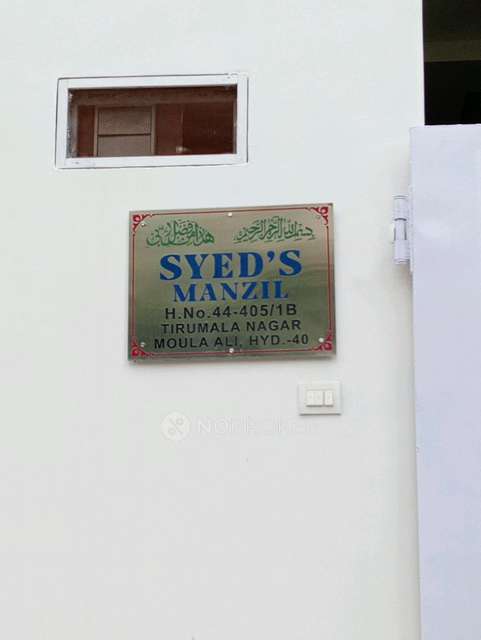 بسم الله الرحمن الرحيم هذا من فضل ربي
SYED'S
MANZIL
H.No.44-405/1B
TIRUMALA NAGAR
MOULA ALI, HYD.-40
NOBROKER